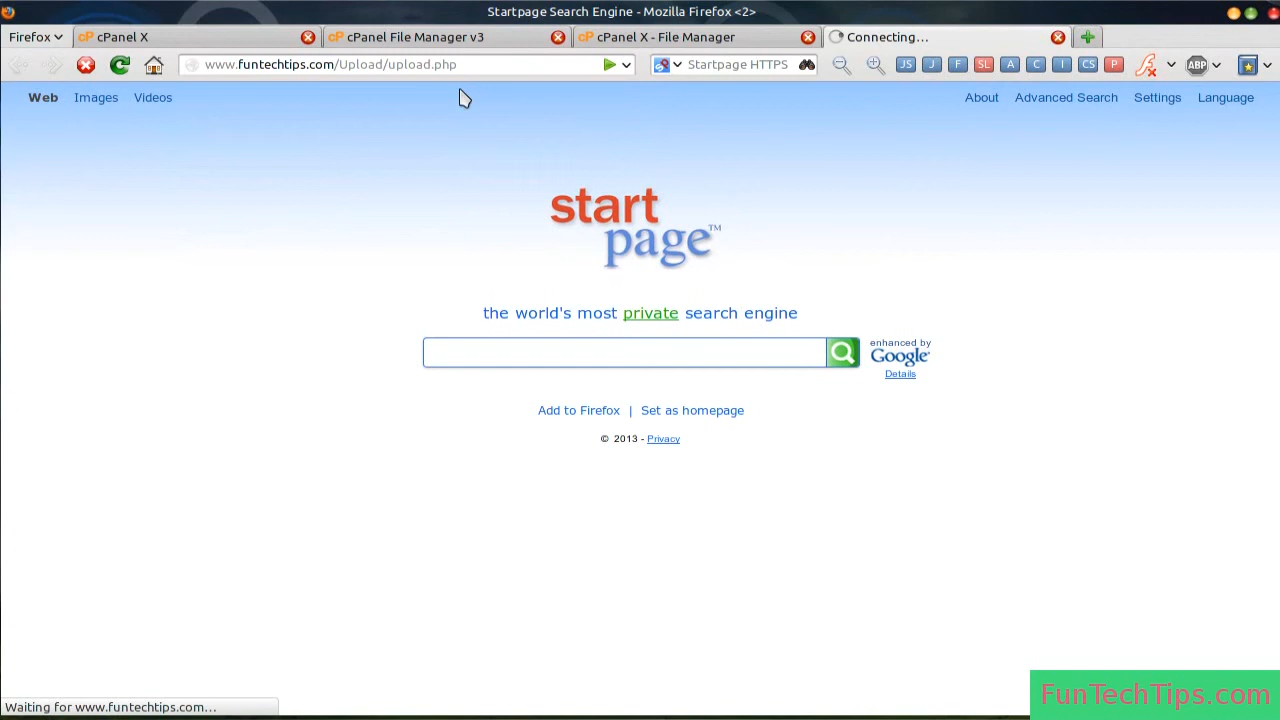 Startpage Search Engine - Mozilla Firefox <2>
Firefox cPanel X cPanel File Manager v3 cPanel X - File Manager Connecting...
www.funtechtips.com/Upload/upload.php Startpage HTTPS JS J F SL A C I CS P ABP
Web Images Videos About Advanced Search Settings Language
start
page™
the world's most private search engine
enhanced by
Google
Details
Add to Firefox | Set as homepage
© 2013 - Privacy
Waiting for www.funtechtips.com...
FunTechTips.com